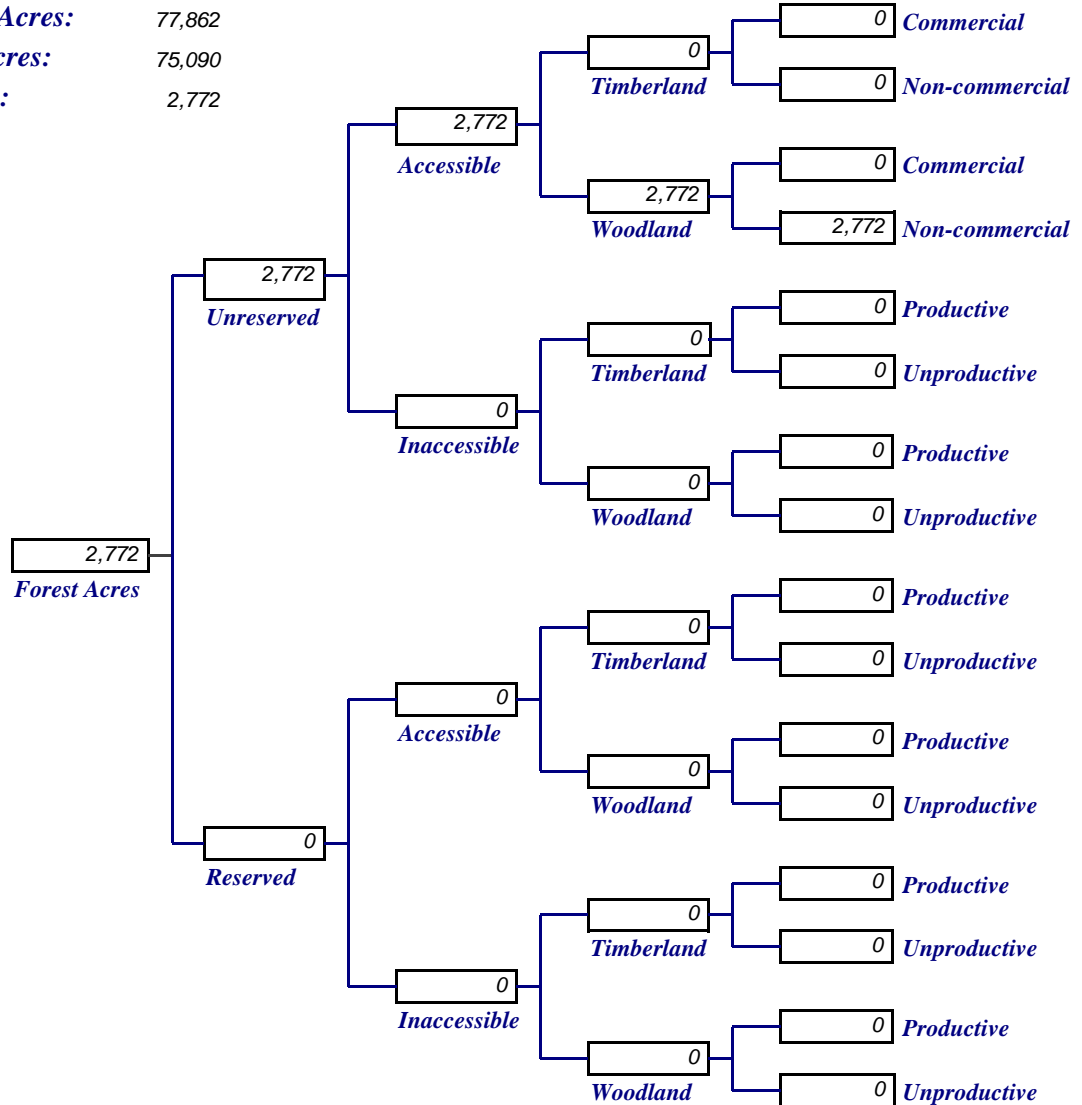 Acres: 77,862
cres: 75,090
: 2,772
0 Commercial
0
Timberland
0 Non-commercial
2,772
Accessible
0 Commercial
2,772
Woodland
2,772 Non-commercial
2,772
Unreserved
0 Productive
0
Timberland
0 Unproductive
0
Inaccessible
0 Productive
0
Woodland
0 Unproductive
2,772
Forest Acres
0 Productive
0
Timberland
0 Unproductive
0
Accessible
0 Productive
0
Woodland
0 Unproductive
0
Reserved
0 Productive
0
Timberland
0 Unproductive
0
Inaccessible
0 Productive
0
Woodland
0 Unproductive